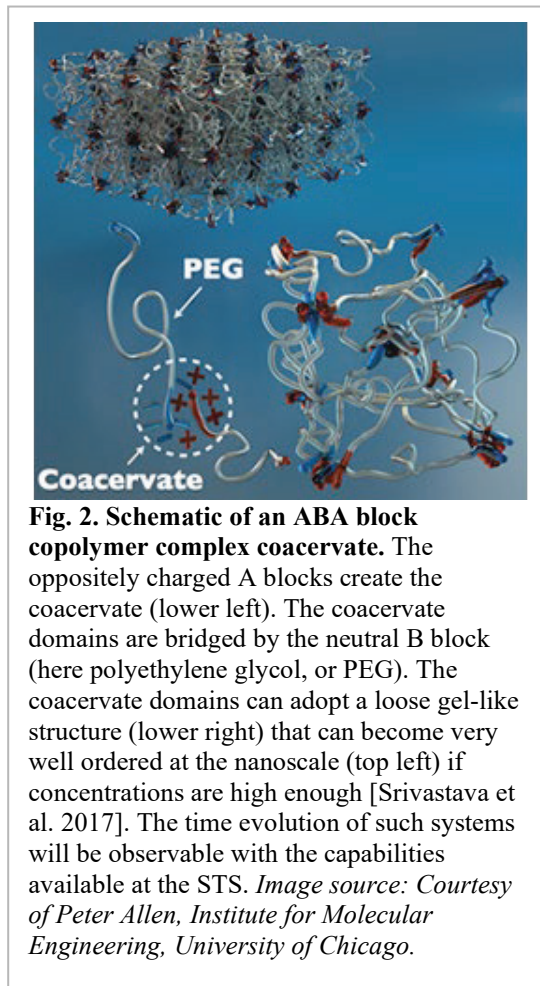 PEG
Coacervate
Fig. 2. Schematic of an ABA block
copolymer complex coacervate. The
oppositely charged A blocks create the
coacervate (lower left). The coacervate
domains are bridged by the neutral B block
(here polyethylene glycol, or PEG). The
coacervate domains can adopt a loose gel-like
structure (lower right) that can become very
well ordered at the nanoscale (top left) if
concentrations are high enough [Srivastava et
al. 2017]. The time evolution of such systems
will be observable with the capabilities
available at the STS. Image source: Courtesy
of Peter Allen, Institute for Molecular
Engineering, University of Chicago.